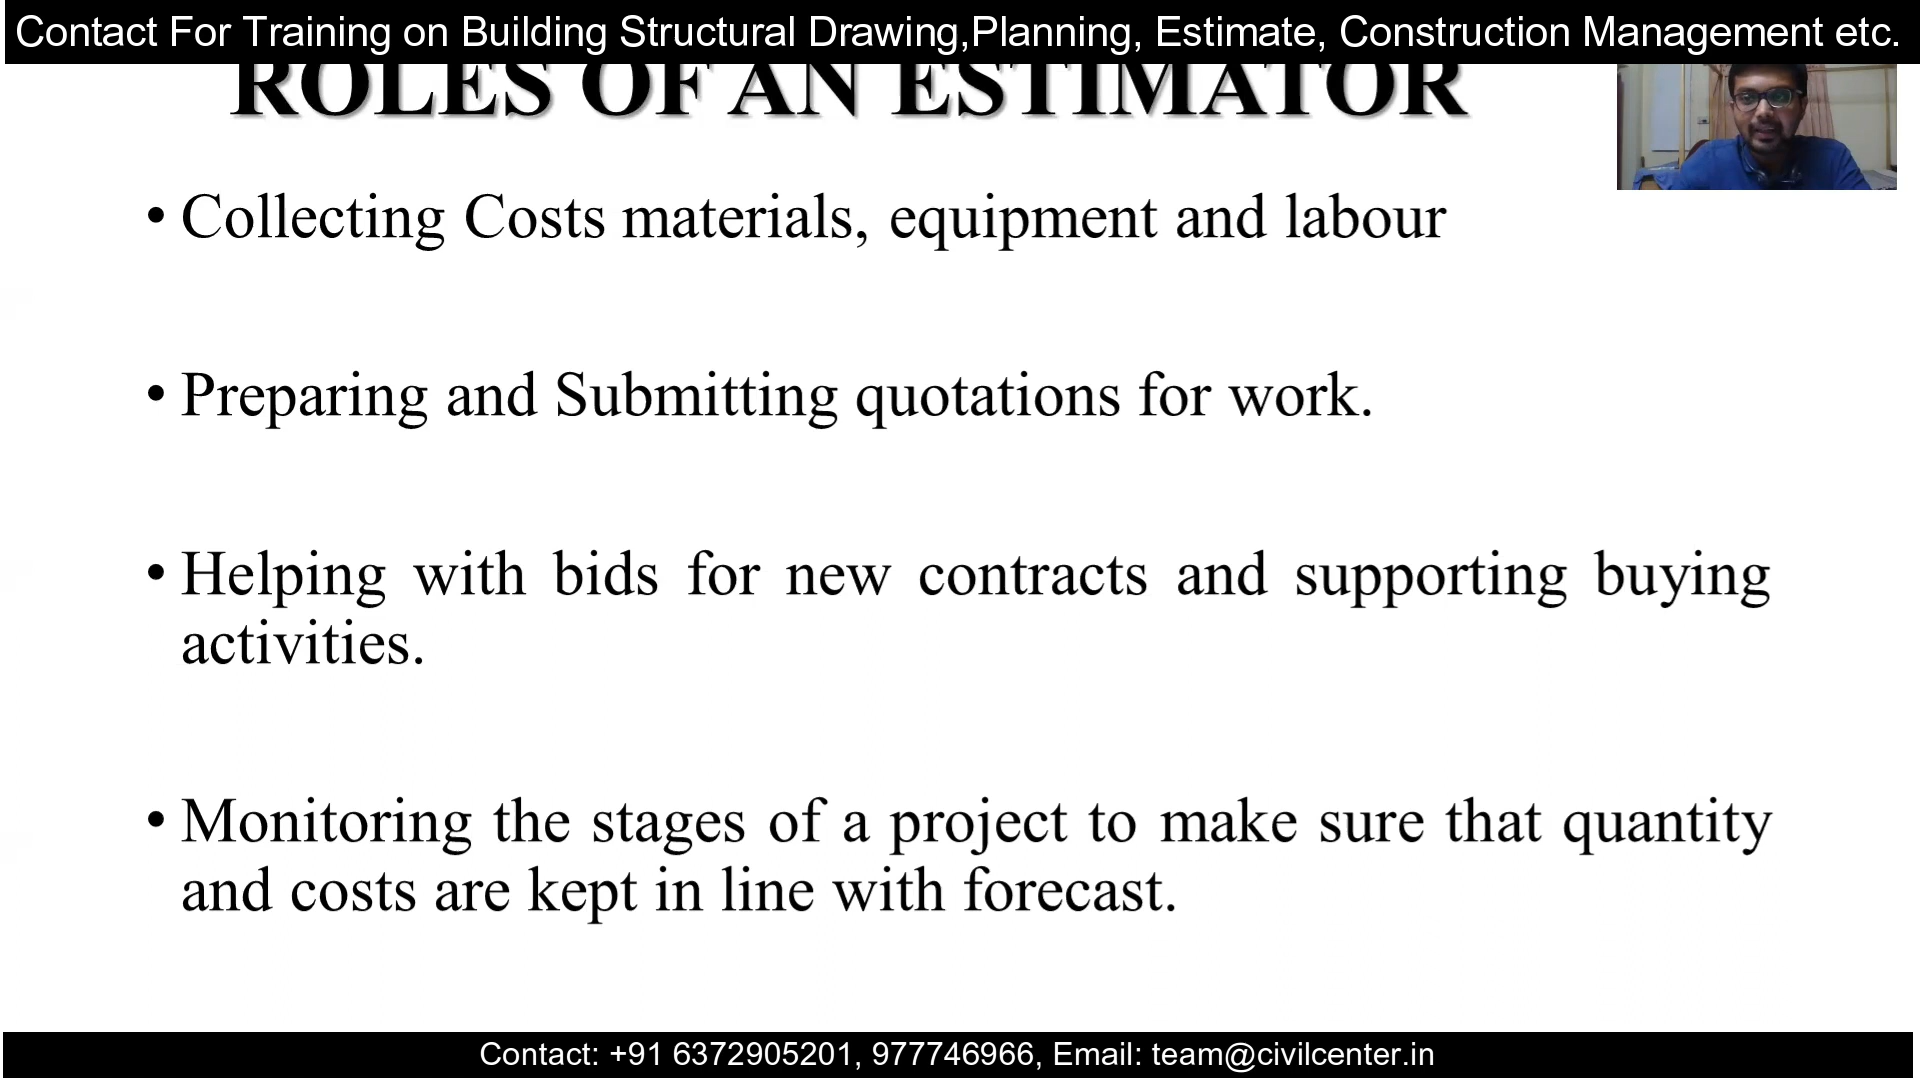 Contact For Training on Building Structural Drawing,Planning, Estimate, Construction Management etc.
ROLES OF AN ESTIMATOR
• Collecting Costs materials, equipment and labour
• Preparing and Submitting quotations for work.
• Helping with bids for new contracts and supporting buying
activities.
• Monitoring the stages of a project to make sure that quantity
and costs are kept in line with forecast.
Contact: +91 6372905201, 977746966, Email: team@civilcenter.in